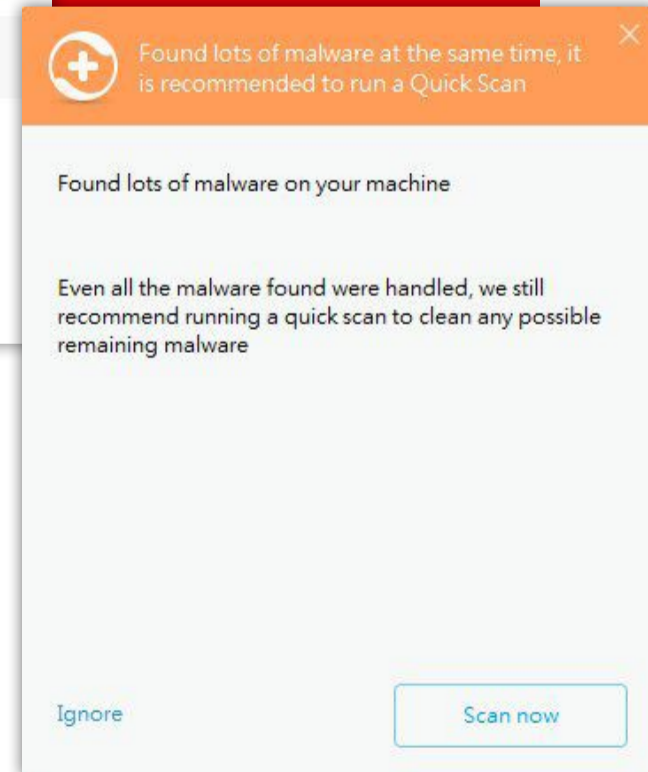 Found lots of malware at the same time, it
is recommended to run a Quick Scan
Found lots of malware on your machine
Even all the malware found were handled, we still
recommend running a quick scan to clean any possible
remaining malware
Ignore
Scan now